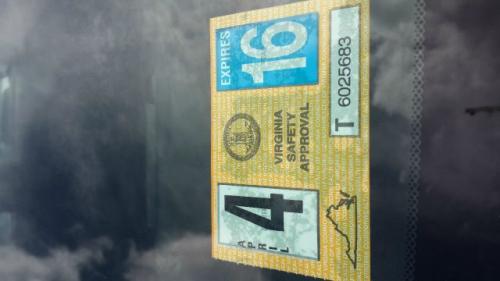 4
APRIL
VIRGINIA
SAFETY
APPROVAL
EXPIRES
16
T 6025683